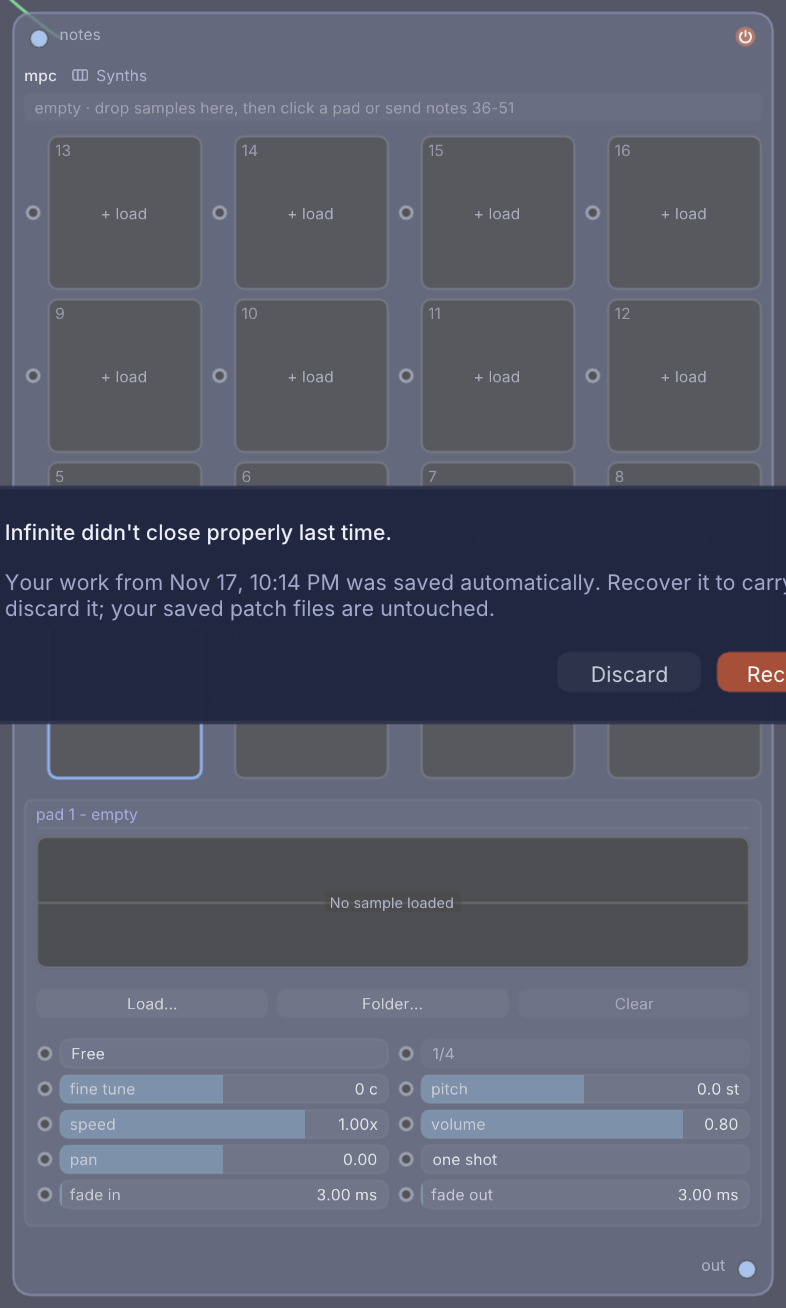 notes
mpc Synths
empty · drop samples here, then click a pad or send notes 36-51
13 14 15 16
+ load + load + load + load
9 10 11 12
+ load + load + load + load
5 6 7 8
Infinite didn't close properly last time.
Your work from Nov 17, 10:14 PM was saved automatically. Recover it to carry
discard it; your saved patch files are untouched.
Discard Rec
pad 1 - empty
No sample loaded
Load... Folder... Clear
Free 1/4
fine tune 0 c pitch 0.0 st
speed 1.00x volume 0.80
pan 0.00 one shot
fade in 3.00 ms fade out 3.00 ms
out